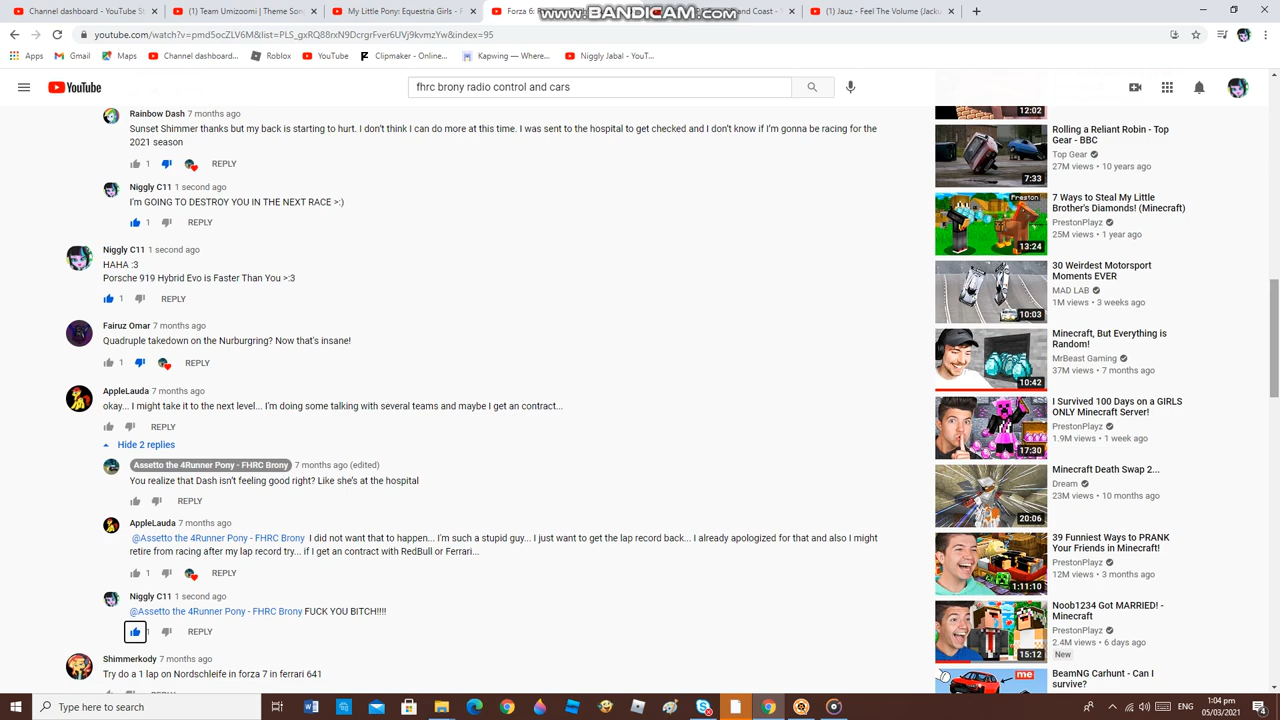 Channel dashboard - Y
(1) Team Umizoomi | Theme Son
My Little Pony: Equestria Girls - F
Forza 6:
and Coast -
(1) Jauz - Feel The Volume (Jacku
www.BANDICAM.com
youtube.com/watch?v=pmd5ocZLV6M&list=PLS_gxRQ88rxN9DcrgrFver6UVj9kvmzYw&index=95
Apps
Gmail
Maps
Channel dashboard...
Roblox
YouTube
Clipmaker - Online...
Kapwing — Where...
Niggly Jabal - YouT...
YouTube
fhrc brony radio control and cars
Rainbow Dash 7 months ago
Sunset Shimmer thanks but my back is starting to hurt. I don't think I can do more at this time. I was sent to the hospital to get checked and I don't know if I'm gonna be racing for the
2021 season
1 REPLY
Niggly C11 1 second ago
I'm GOING TO DESTROY YOU IN THE NEXT RACE >:)
1 REPLY
Niggly C11 1 second ago
HAHA :3
Porsche 919 Hybrid Evo is Faster Than You >:3
1 REPLY
Fairuz Omar 7 months ago
Quadruple takedown on the Nurburgring? Now that's insane!
1 REPLY
AppleLauda 7 months ago
okay... I might take it to the next level... I'm doing some talking with several teams and maybe I get an contract...
REPLY
Hide 2 replies
Assetto the 4Runner Pony - FHRC Brony 7 months ago (edited)
You realize that Dash isn't feeling good right? Like she's at the hospital
REPLY
AppleLauda 7 months ago
@Assetto the 4Runner Pony - FHRC Brony I did not want that to happen... I'm such a stupid guy... I just want to get the lap record back... I already apologized for that and also I might
retire from racing after my lap record try... if I get an contract with RedBull or Ferrari...
1 REPLY
Niggly C11 1 second ago
@Assetto the 4Runner Pony - FHRC Brony FUCK YOU BITCH!!!!
1 REPLY
Shimmerkody 7 months ago
Try do a 1 lap on Nordschleife in forza 7 in ferrari 641
12:02
Rolling a Reliant Robin - Top
Gear - BBC
Top Gear
27M views • 10 years ago
7:33
7 Ways to Steal My Little
Brother's Diamonds! (Minecraft)
PrestonPlayz
25M views • 1 year ago
Preston
13:24
30 Weirdest Motorsport
Moments EVER
MAD LAB
1M views • 3 weeks ago
10:03
Minecraft, But Everything is
Random!
MrBeast Gaming
37M views • 7 months ago
10:42
I Survived 100 Days on a GIRLS
ONLY Minecraft Server!
PrestonPlayz
1.9M views • 1 week ago
17:30
Minecraft Death Swap 2...
Dream
23M views • 10 months ago
20:06
39 Funniest Ways to PRANK
Your Friends in Minecraft!
PrestonPlayz
12M views • 3 months ago
1:11:10
Noob1234 Got MARRIED! -
Minecraft
PrestonPlayz
2.4M views • 6 days ago
New
15:12
BeamNG Carhunt - Can I
survive?
me
Type here to search
ENG
1:04 pm
05/03/2021